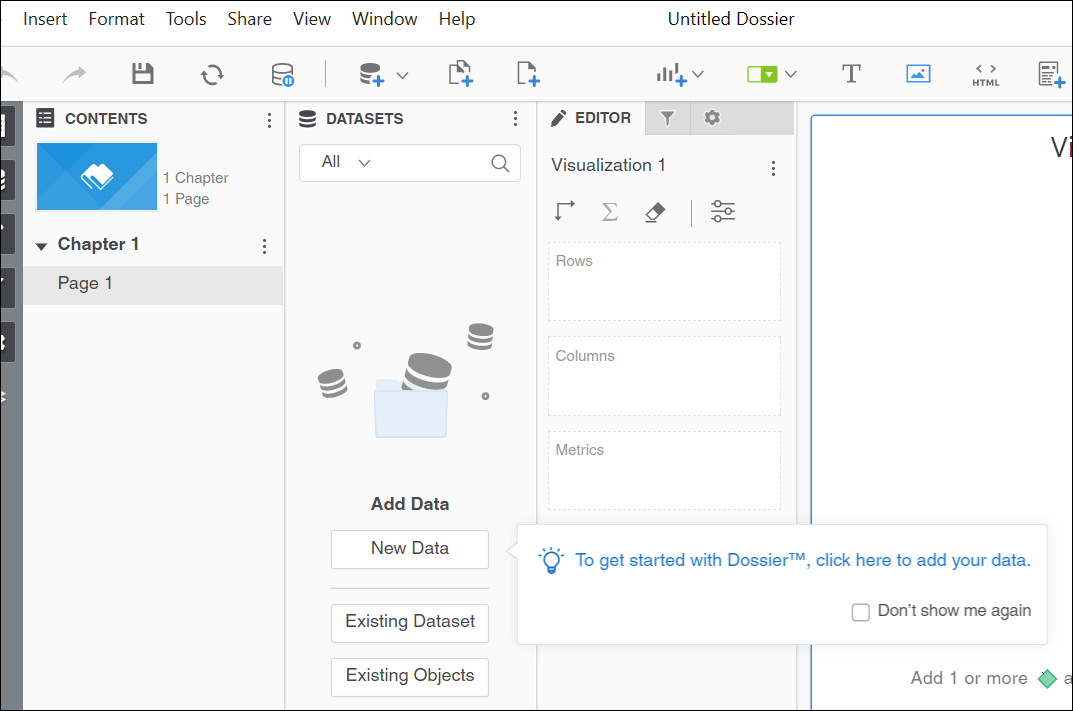 Insert Format Tools Share View Window Help Untitled Dossier
HTML
CONTENTS
1 Chapter
1 Page
Chapter 1
Page 1
DATASETS
All
Add Data
New Data
Existing Dataset
Existing Objects
EDITOR
Visualization 1
Rows
Columns
Metrics
To get started with Dossier™, click here to add your data.
Don't show me again
Vi
Add 1 or more a